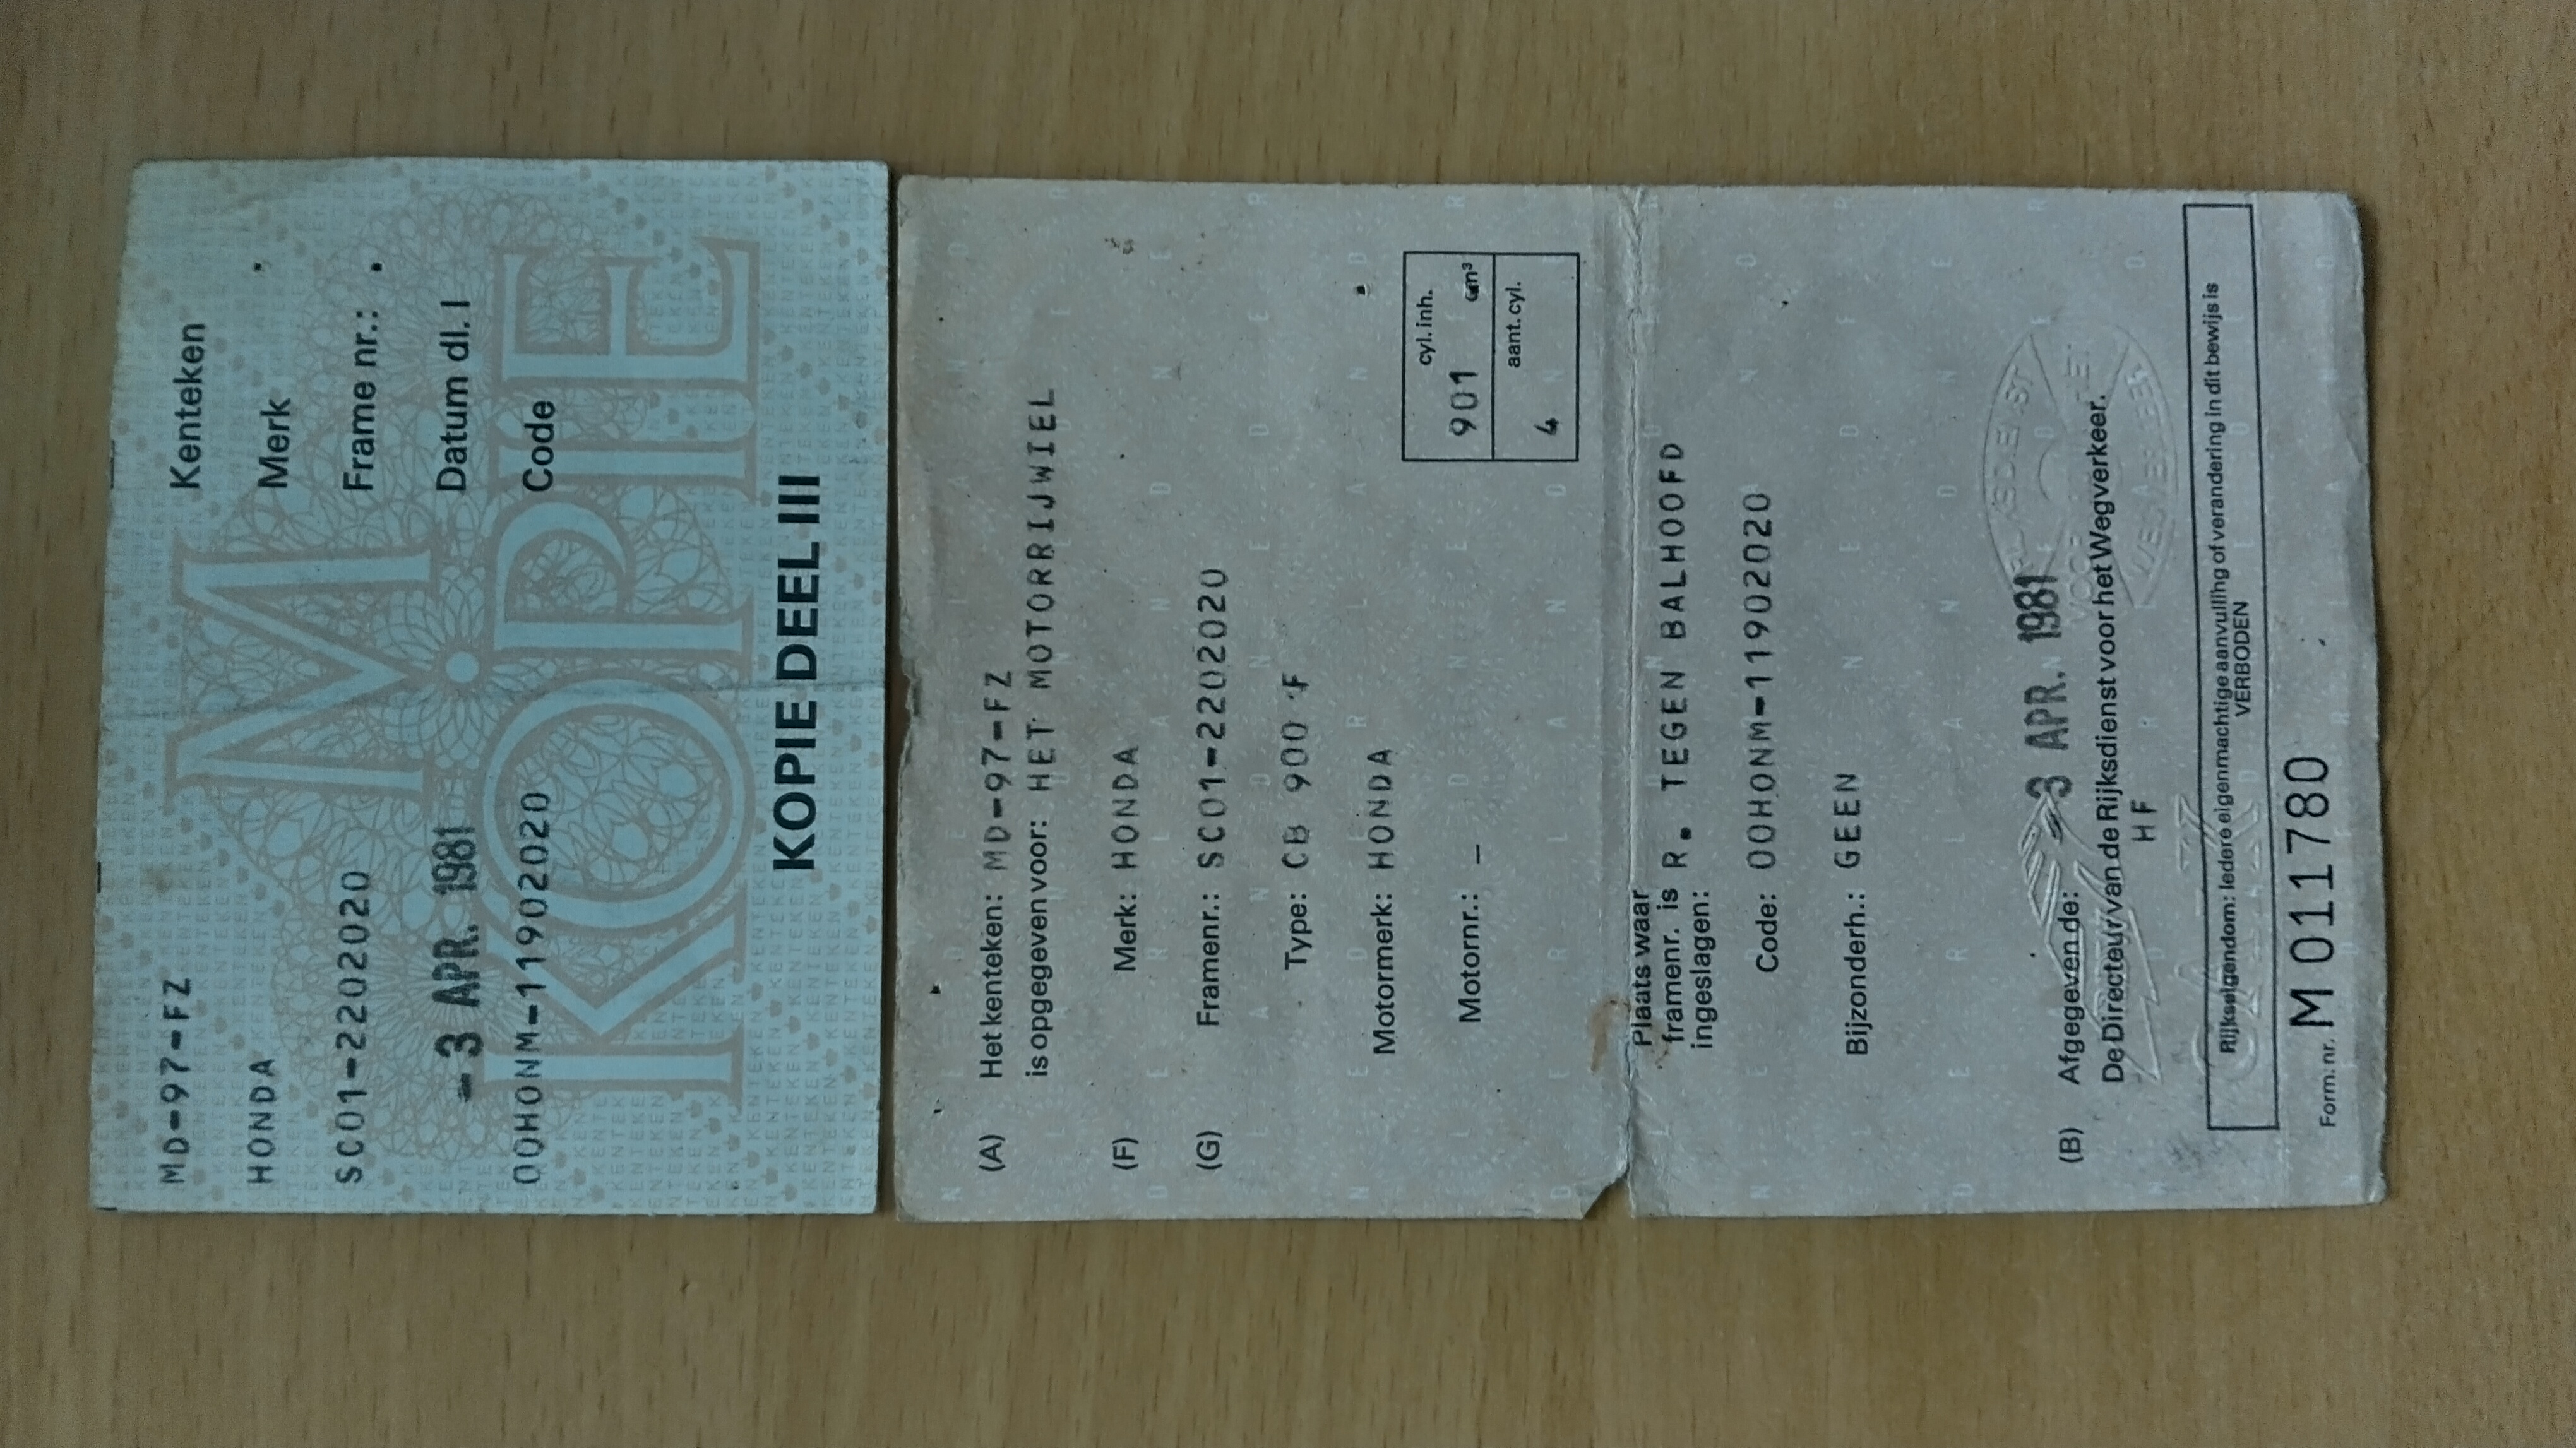 MD-97-FZ Kenteken
HONDA Merk
SC01-2202020 Frame nr.:
- 3 APR. 1981 Datum dl. I
00HONM-11902020 Code
M
KOPIE
KOPIE DEEL III
(A) Het kenteken: MD-97-FZ
is opgegeven voor: HET MOTORRIJWIEL
(F) Merk: HONDA
(G) Framenr.: SC01-2202020
Type: CB 900 F
Motormerk: HONDA
cyl. inh.
901 cm³
Motornr.: —
aant. cyl.
4
Plaats waar
framenr. is R. TEGEN BALHOOFD
ingeslagen:
Code: 00HONM-11902020
Bijzonderh.: GEEN
(B) Afgegeven de: - 3 APR. 1981
De Directeur van de Rijksdienst voor het Wegverkeer.
HF
Rijkseigendom: Iedere eigenmachtige aanvulling of verandering in dit bewijs is
VERBODEN
Form. nr. M 011780